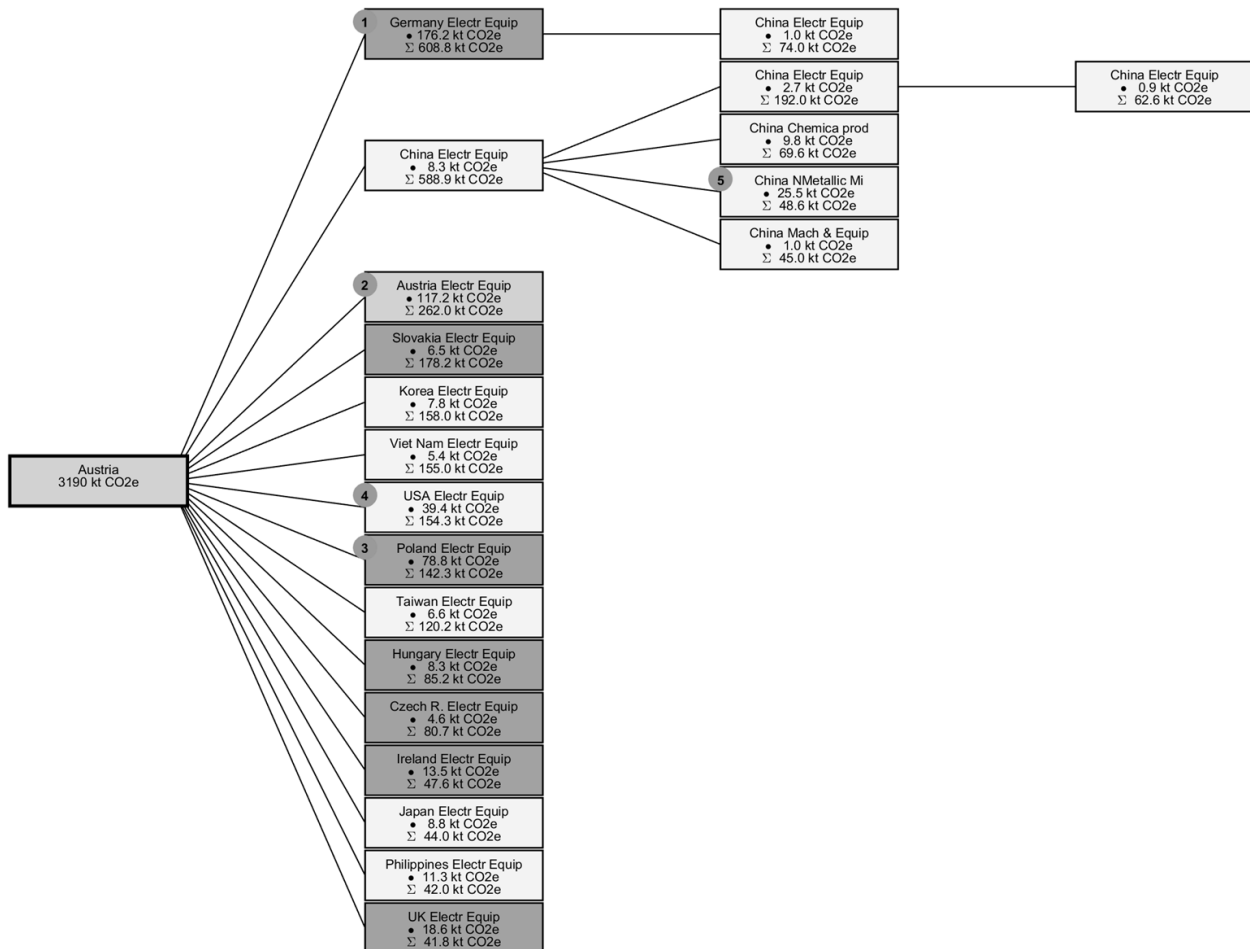 1
Germany Electr Equip
● 176.2 kt CO2e
Σ 608.8 kt CO2e
China Electr Equip
● 1.0 kt CO2e
Σ 74.0 kt CO2e
China Electr Equip
● 2.7 kt CO2e
Σ 192.0 kt CO2e
China Electr Equip
● 0.9 kt CO2e
Σ 62.6 kt CO2e
China Electr Equip
● 8.3 kt CO2e
Σ 588.9 kt CO2e
China Chemica prod
● 9.8 kt CO2e
Σ 69.6 kt CO2e
5
China NMetallic Mi
● 25.5 kt CO2e
Σ 48.6 kt CO2e
China Mach & Equip
● 1.0 kt CO2e
Σ 45.0 kt CO2e
2
Austria Electr Equip
● 117.2 kt CO2e
Σ 262.0 kt CO2e
Slovakia Electr Equip
● 6.5 kt CO2e
Σ 178.2 kt CO2e
Korea Electr Equip
● 7.8 kt CO2e
Σ 158.0 kt CO2e
Viet Nam Electr Equip
● 5.4 kt CO2e
Σ 155.0 kt CO2e
Austria
3190 kt CO2e
4
USA Electr Equip
● 39.4 kt CO2e
Σ 154.3 kt CO2e
3
Poland Electr Equip
● 78.8 kt CO2e
Σ 142.3 kt CO2e
Taiwan Electr Equip
● 6.6 kt CO2e
Σ 120.2 kt CO2e
Hungary Electr Equip
● 8.3 kt CO2e
Σ 85.2 kt CO2e
Czech R. Electr Equip
● 4.6 kt CO2e
Σ 80.7 kt CO2e
Ireland Electr Equip
● 13.5 kt CO2e
Σ 47.6 kt CO2e
Japan Electr Equip
● 8.8 kt CO2e
Σ 44.0 kt CO2e
Philippines Electr Equip
● 11.3 kt CO2e
Σ 42.0 kt CO2e
UK Electr Equip
● 18.6 kt CO2e
Σ 41.8 kt CO2e